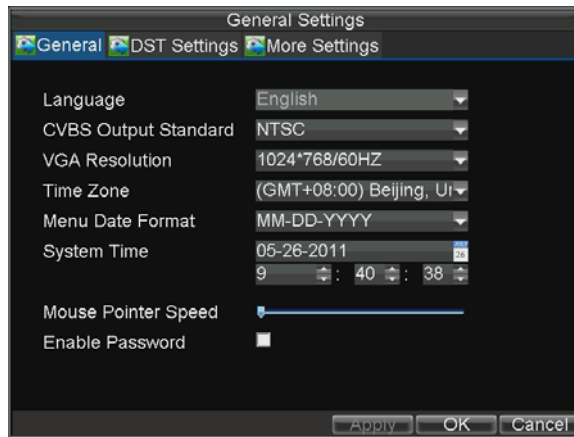 General Settings
General DST Settings More Settings
Language English
CVBS Output Standard NTSC
VGA Resolution 1024*768/60HZ
Time Zone (GMT+08:00) Beijing, Ur
Menu Date Format MM-DD-YYYY
System Time 05-26-2011
26
9 : 40 : 38
Mouse Pointer Speed
Enable Password
Apply OK Cancel